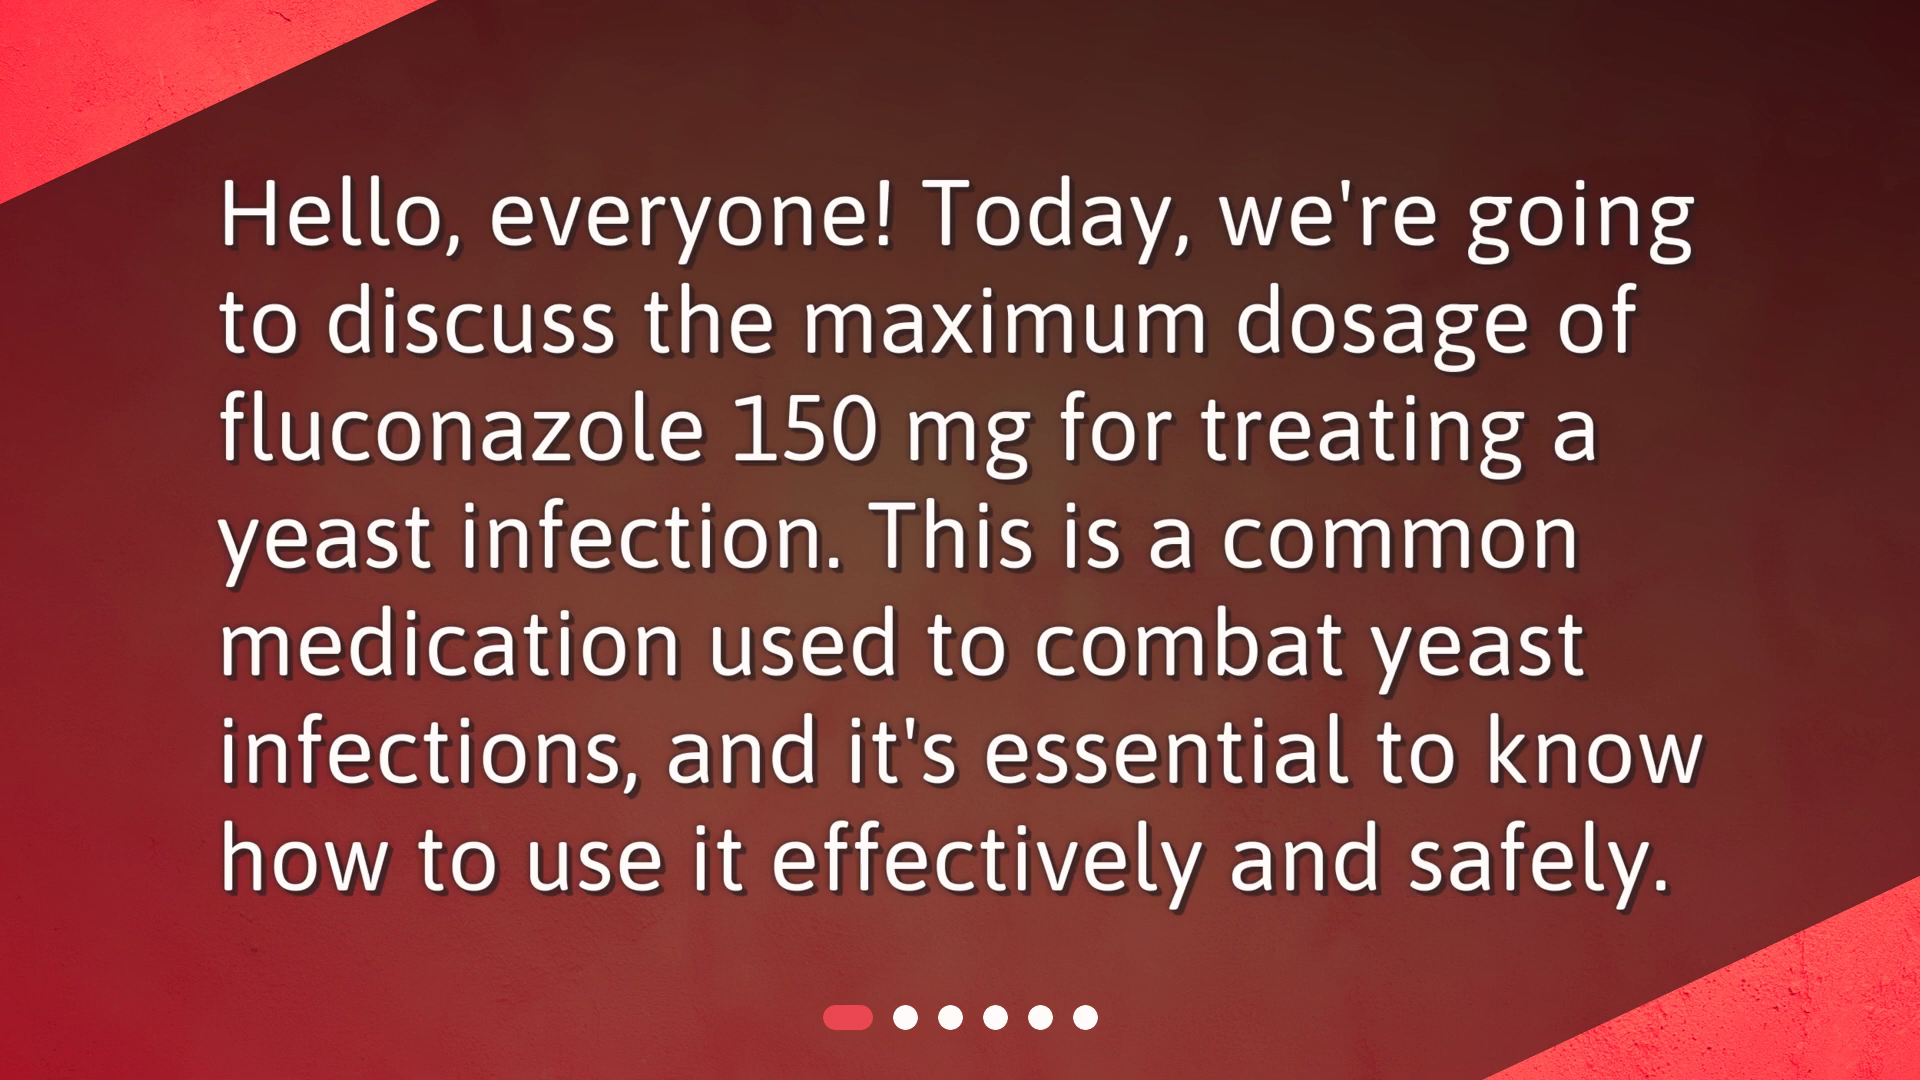 Hello, everyone! Today, we're going
to discuss the maximum dosage of
fluconazole 150 mg for treating a
yeast infection. This is a common
medication used to combat yeast
infections, and it's essential to know
how to use it effectively and safely.